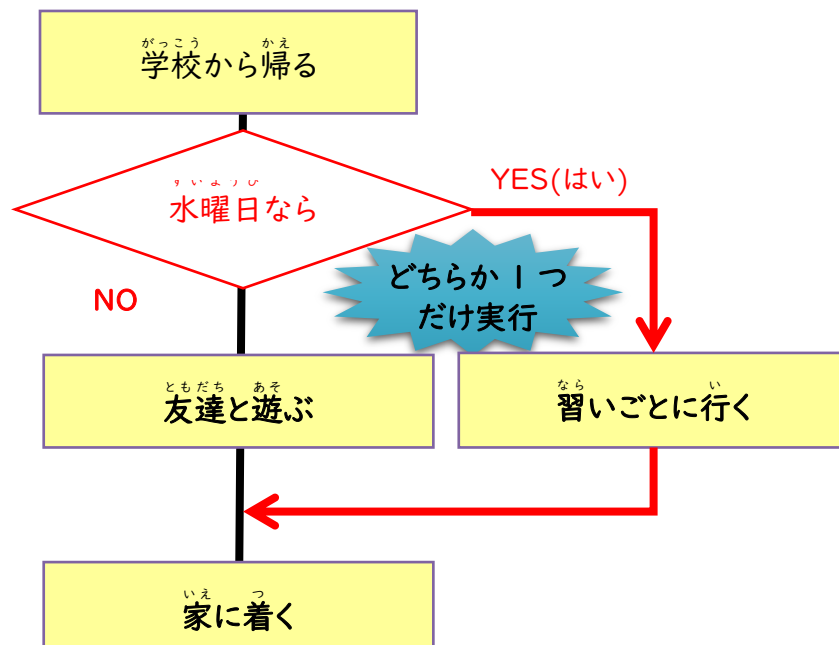 がっこう かえ
学校から帰る
すいようび
水曜日なら
YES(はい)
NO
どちらか1つ
だけ実行
ともだち あそ
友達と遊ぶ
なら い
習いごとに行く
いえ つ
家に着く